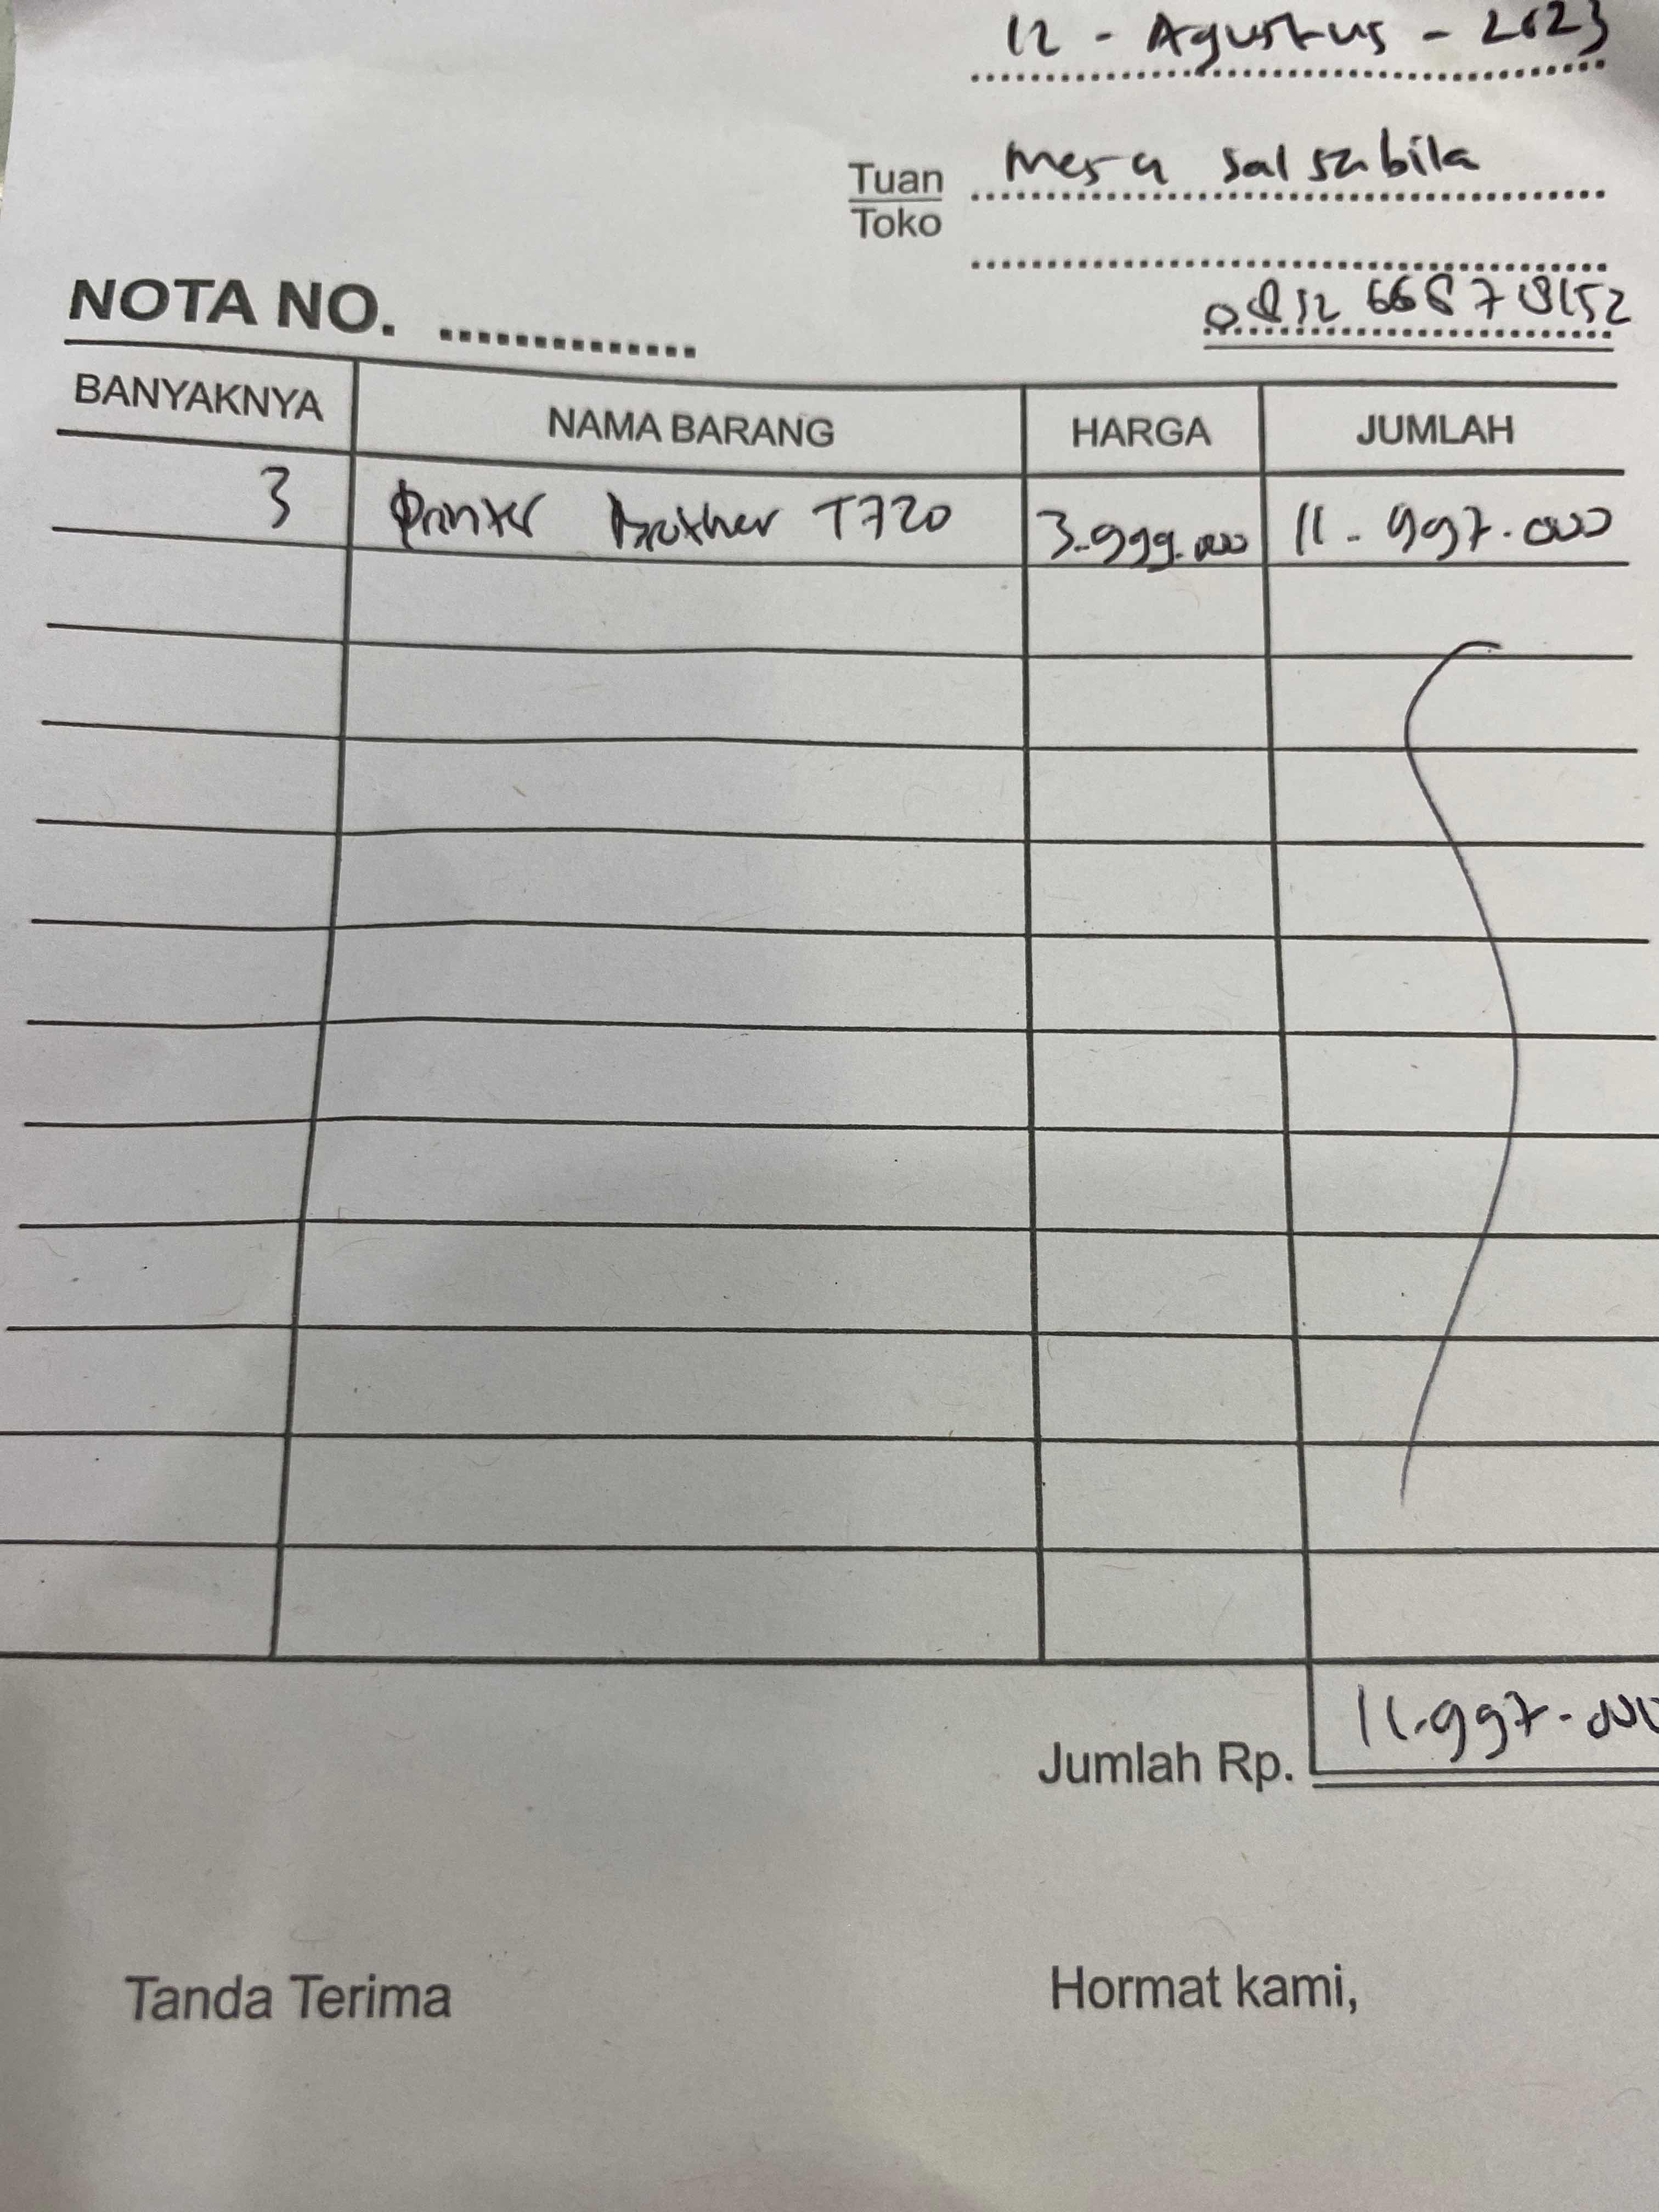 12 - Agustus - 2023
Tuan Mesa Salsabila
Toko
NOTA NO. ..............
0812 6687 8152
BANYAKNYA NAMA BARANG HARGA JUMLAH
3 Printer Brother T720 3.999.000 11.997.000
Jumlah Rp. 11.997.000
Tanda Terima Hormat kami,